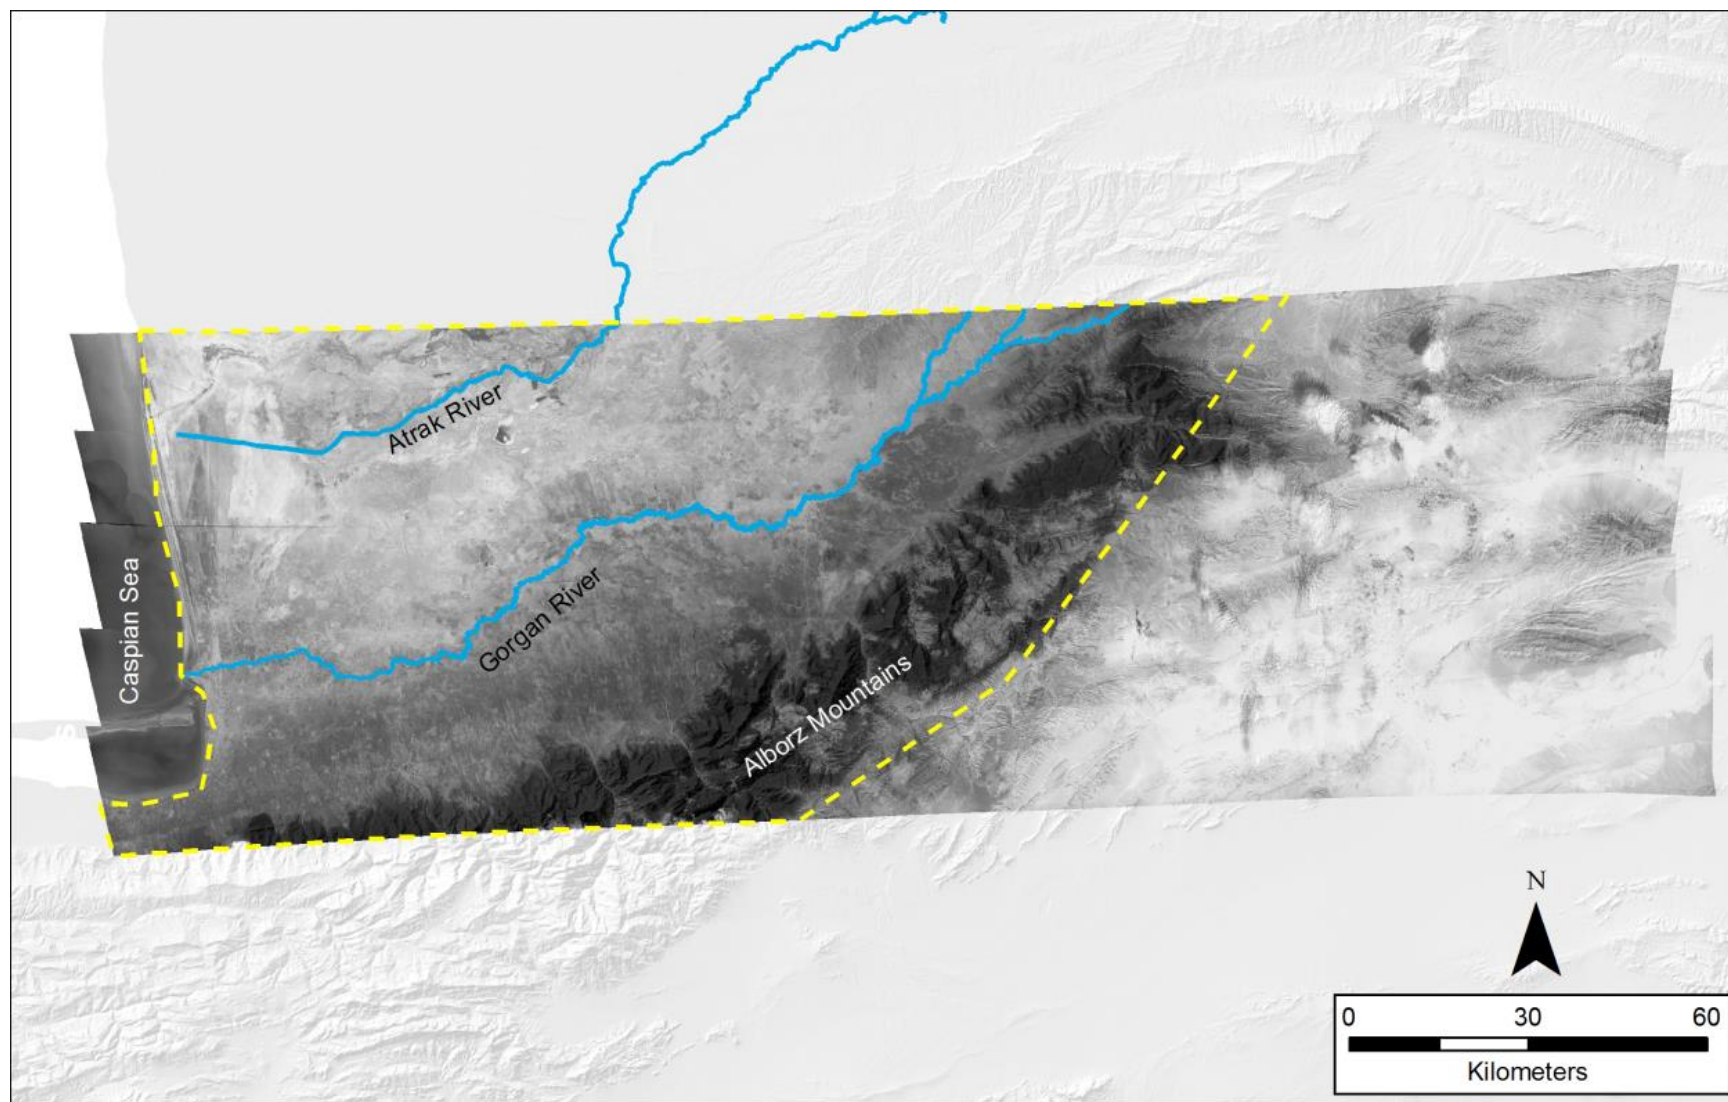 Atrak River
Gorgan River
Caspian Sea
Alborz Mountains
N
0 30 60
Kilometers